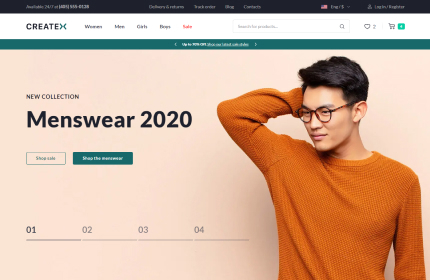 Available 24/7 at (405) 555-0128
Delivery & returns
Track order
Blog
Contacts
Eng / $
Log in / Register
CREATEX
Women
Men
Girls
Boys
Sale
Search for products...
2
Up to 70% Off. Shop our latest sale styles
NEW COLLECTION
Menswear 2020
Shop sale
Shop the menswear
01
02
03
04